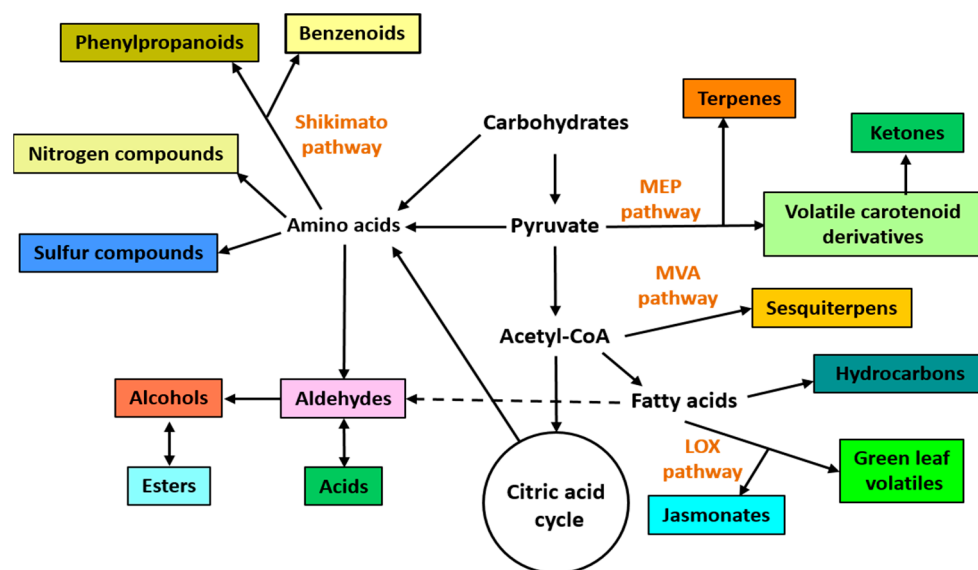 Phenylpropanoids
Benzenoids
Shikimato
pathway
Carbohydrates
Terpenes
Ketones
Nitrogen compounds
MEP
pathway
Volatile carotenoid
derivatives
Amino acids
Pyruvate
Sulfur compounds
MVA
pathway
Sesquiterpens
Acetyl-CoA
Hydrocarbons
Alcohols
Aldehydes
Fatty acids
LOX
pathway
Green leaf
volatiles
Esters
Acids
Citric acid
cycle
Jasmonates